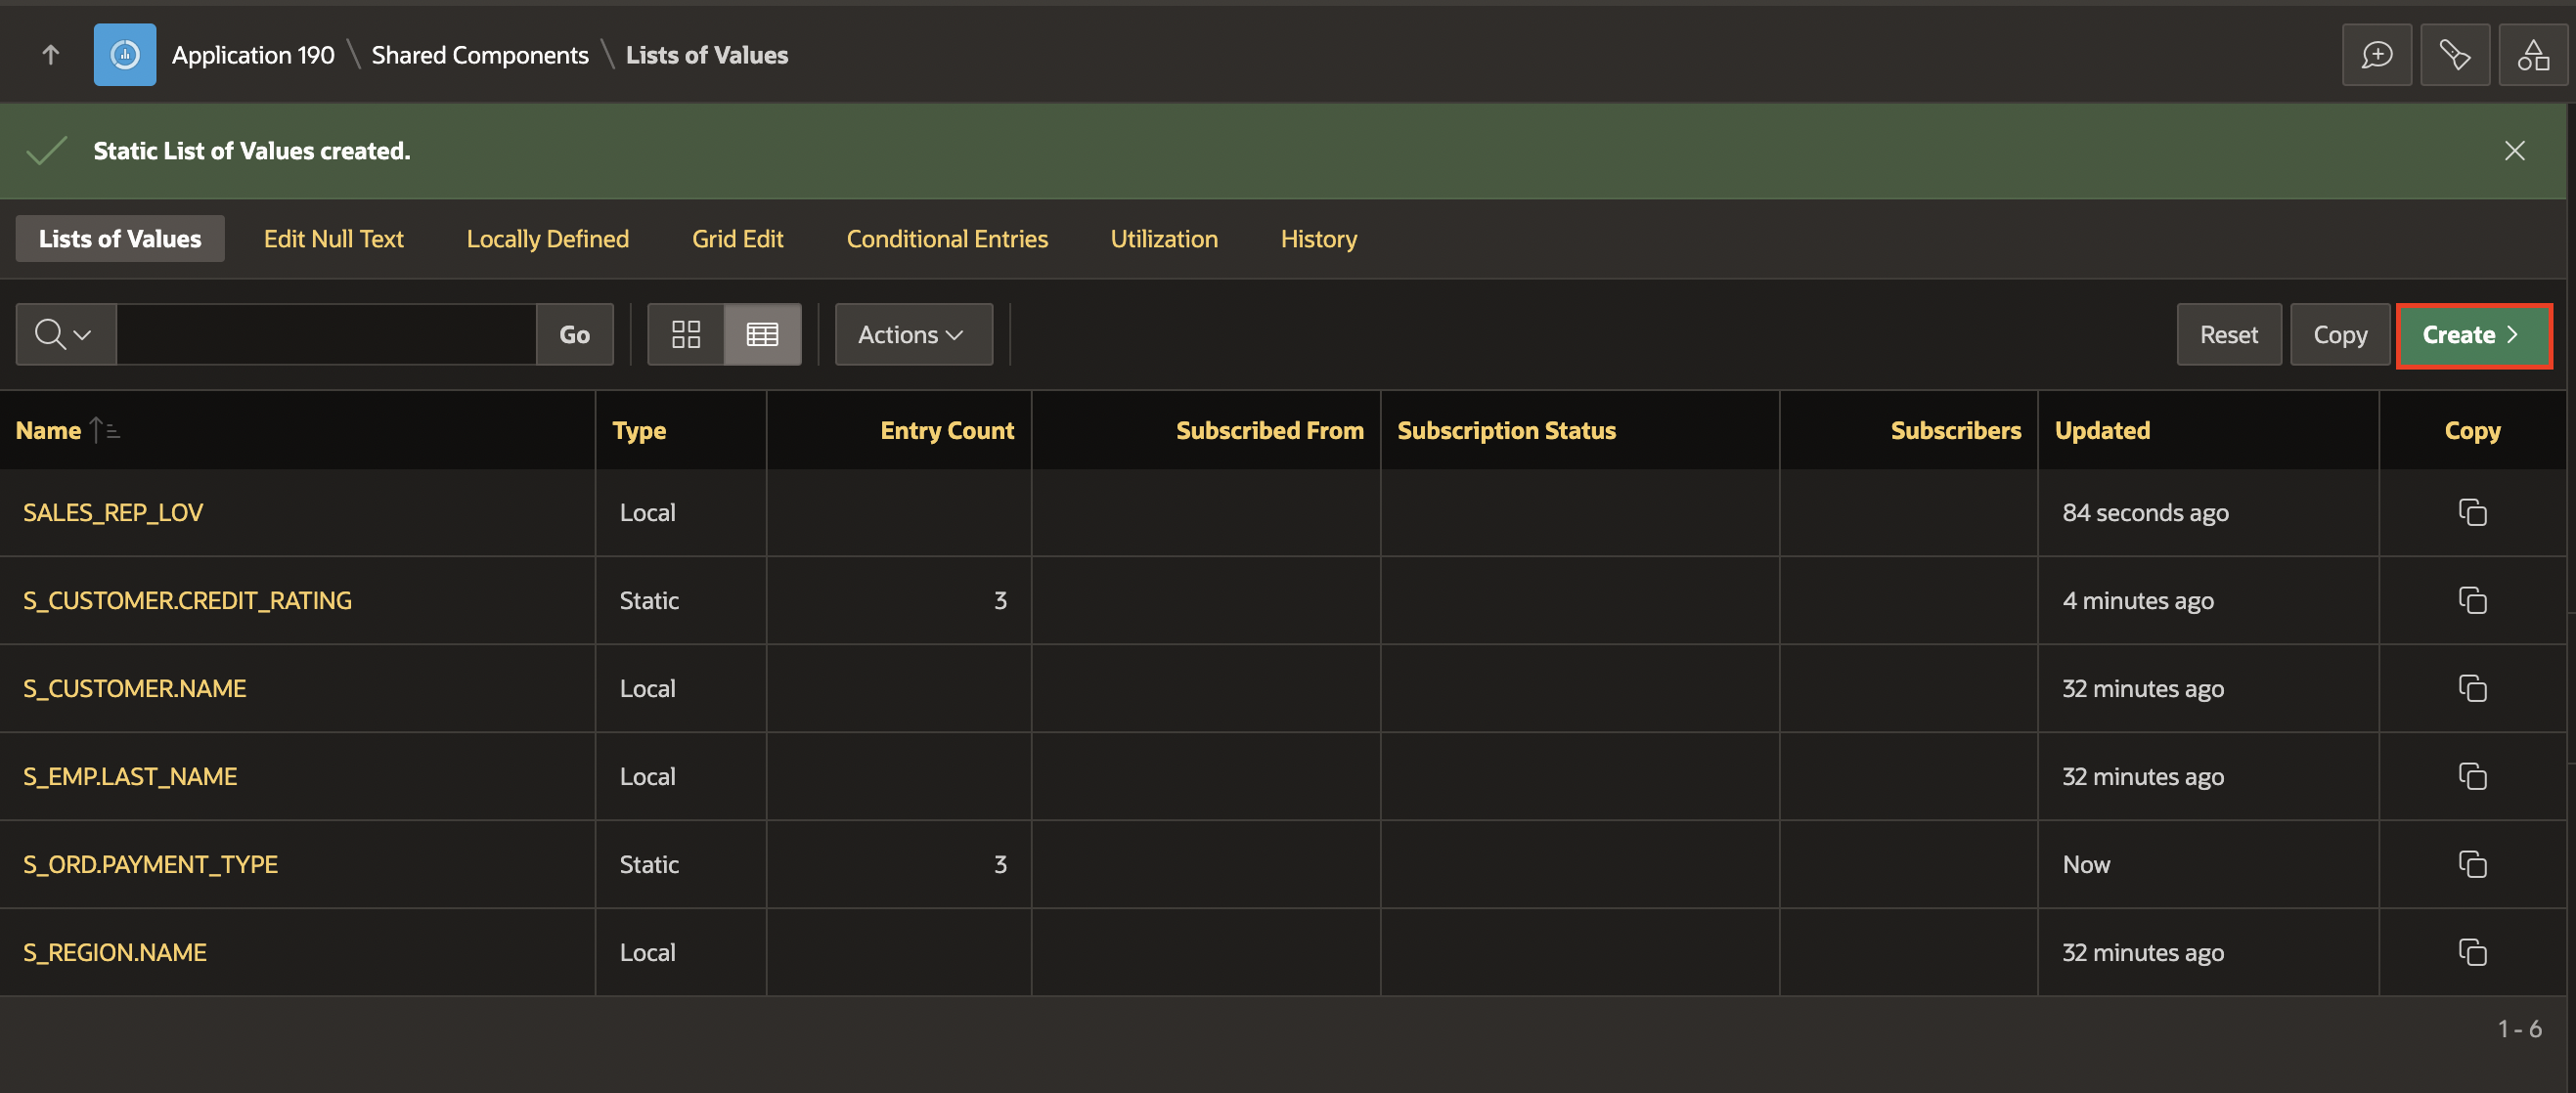 Application 190 \ Shared Components \ Lists of Values
Static List of Values created.
Lists of Values Edit Null Text Locally Defined Grid Edit Conditional Entries Utilization History
Go Actions Reset Copy Create
Name Type Entry Count Subscribed From Subscription Status Subscribers Updated Copy
SALES_REP_LOV Local 84 seconds ago
S_CUSTOMER.CREDIT_RATING Static 3 4 minutes ago
S_CUSTOMER.NAME Local 32 minutes ago
S_EMP.LAST_NAME Local 32 minutes ago
S_ORD.PAYMENT_TYPE Static 3 Now
S_REGION.NAME Local 32 minutes ago
1 - 6